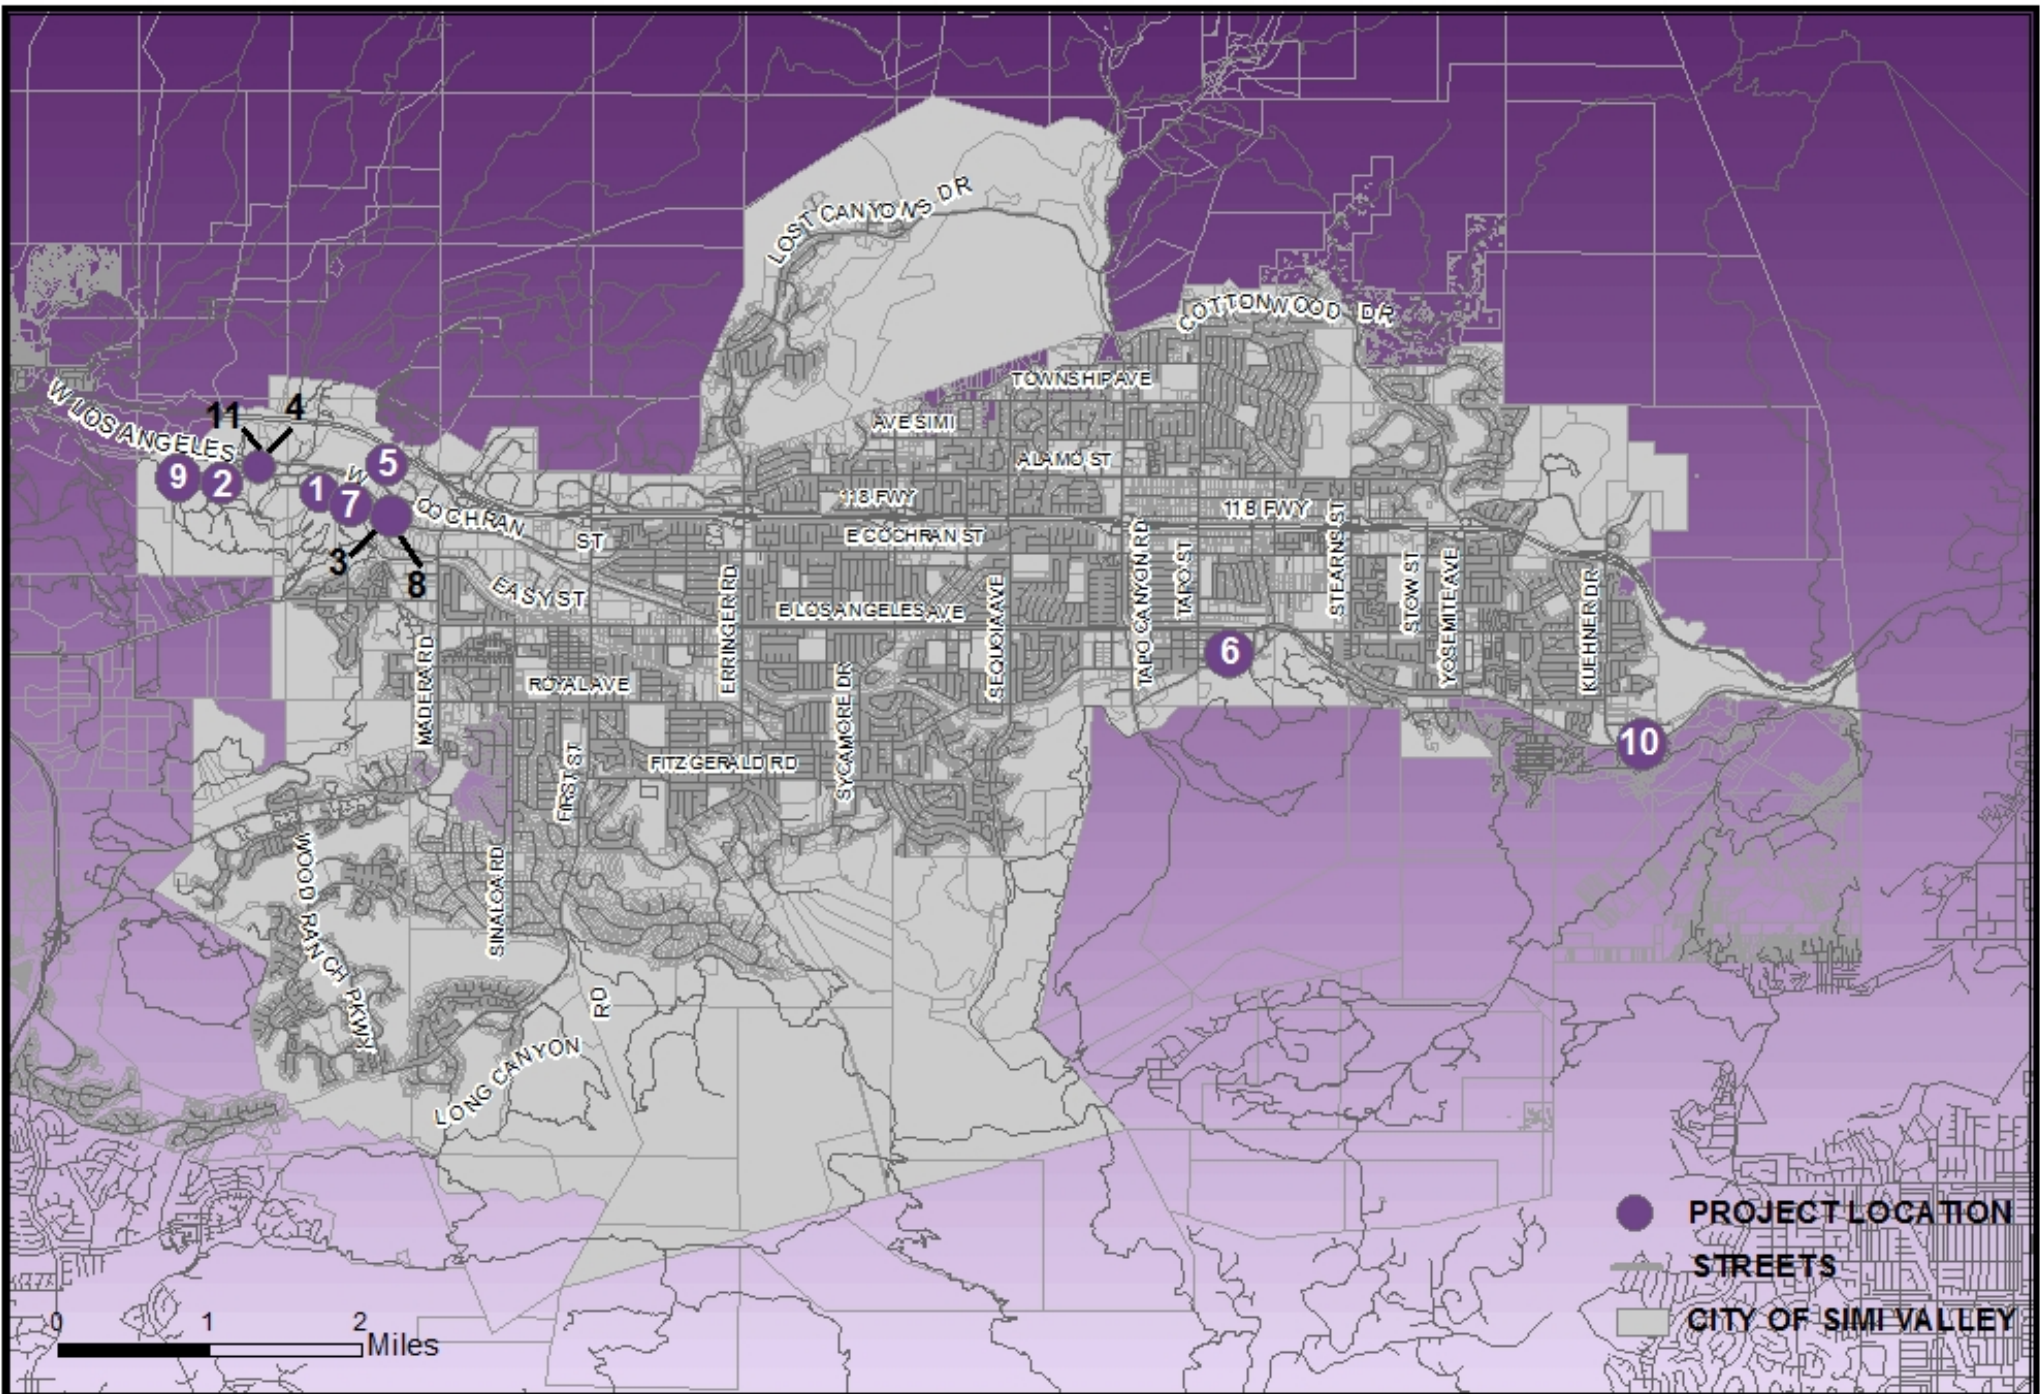 LOST CANYONS DR
COTTONWOOD DR
TOWNSHIP AVE
W LOS ANGELES
11
4
AVE SIMI
ALAMO ST
9
2
5
W
1
7
118 FWY
118 FWY
COCHRAN
ST
E COCHRAN ST
3
8
EASY ST
ERRINGER RD
E LOS ANGELES AVE
SEQUOIA AVE
TAPO CANYON RD
TAPO ST
STEARNS ST
STOW ST
YOSEMITE AVE
KUEHNER DR
6
MADERA RD
ROYAL AVE
SYCAMORE DR
10
FIRST ST
FITZGERALD RD
WOOD RANCH PKWY
SINALOA RD
LONG CANYON
RD
PROJECT LOCATION
STREETS
CITY OF SIMI VALLEY
0 1 2
Miles